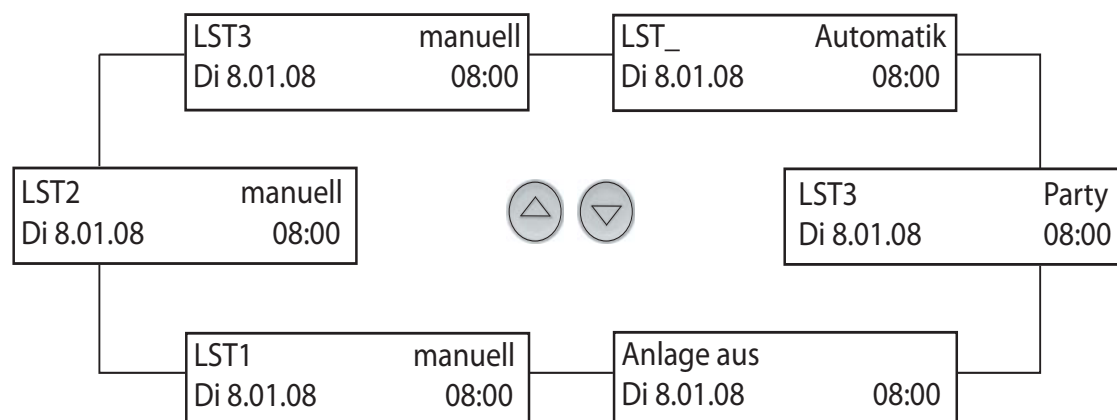 LST3 manuell
Di 8.01.08 08:00
LST_ Automatik
Di 8.01.08 08:00
LST2 manuell
Di 8.01.08 08:00
LST3 Party
Di 8.01.08 08:00
LST1 manuell
Di 8.01.08 08:00
Anlage aus
Di 8.01.08 08:00